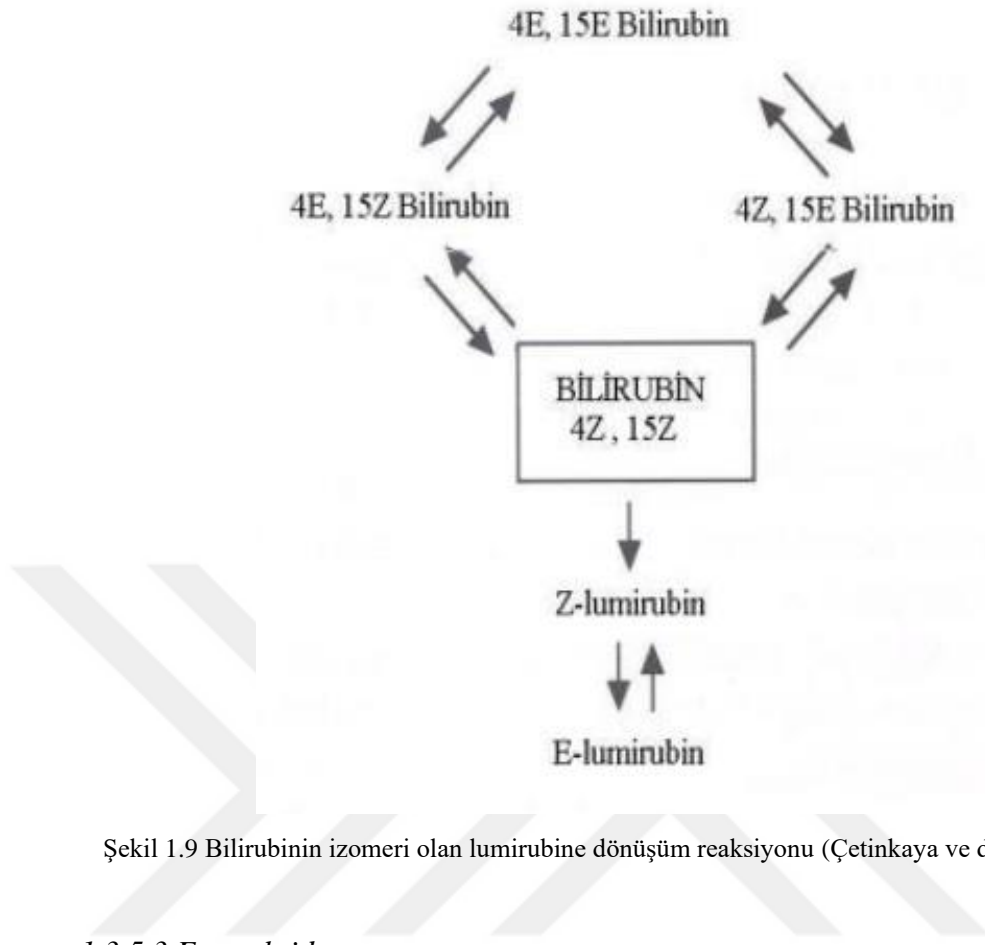 4E, 15E Bilirubin
4E, 15Z Bilirubin
4Z, 15E Bilirubin
BİLİRUBİN
4Z , 15Z
Z-lumirubin
E-lumirubin
Şekil 1.9 Bilirubinin izomeri olan lumirubine dönüşüm reaksiyonu (Çetinkaya ve